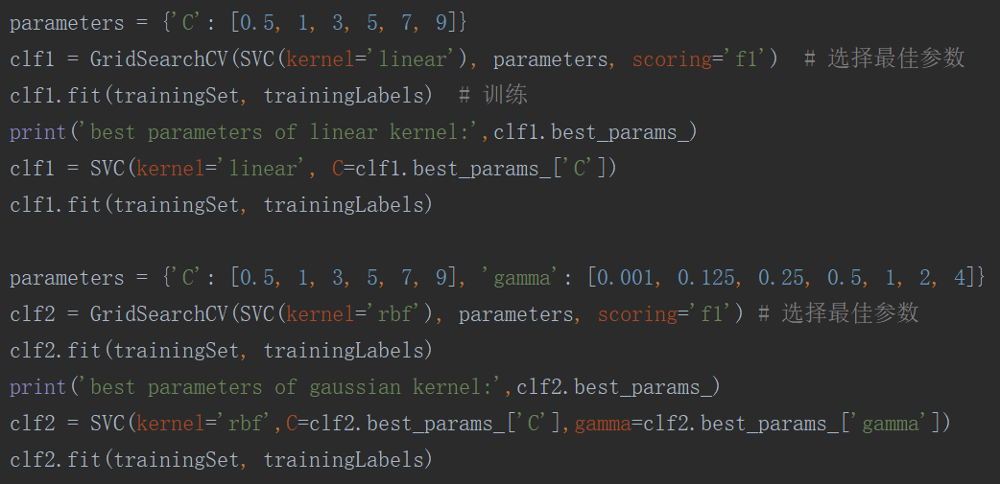 parameters = {'C': [0.5, 1, 3, 5, 7, 9]}
clf1 = GridSearchCV(SVC(kernel='linear'), parameters, scoring='f1')  # 选择最佳参数
clf1.fit(trainingSet, trainingLabels)  # 训练
print('best parameters of linear kernel:',clf1.best_params_)
clf1 = SVC(kernel='linear', C=clf1.best_params_['C'])
clf1.fit(trainingSet, trainingLabels)
parameters = {'C': [0.5, 1, 3, 5, 7, 9], 'gamma': [0.001, 0.125, 0.25, 0.5, 1, 2, 4]}
clf2 = GridSearchCV(SVC(kernel='rbf'), parameters, scoring='f1') # 选择最佳参数
clf2.fit(trainingSet, trainingLabels)
print('best parameters of gaussian kernel:',clf2.best_params_)
clf2 = SVC(kernel='rbf',C=clf2.best_params_['C'],gamma=clf2.best_params_['gamma'])
clf2.fit(trainingSet, trainingLabels)